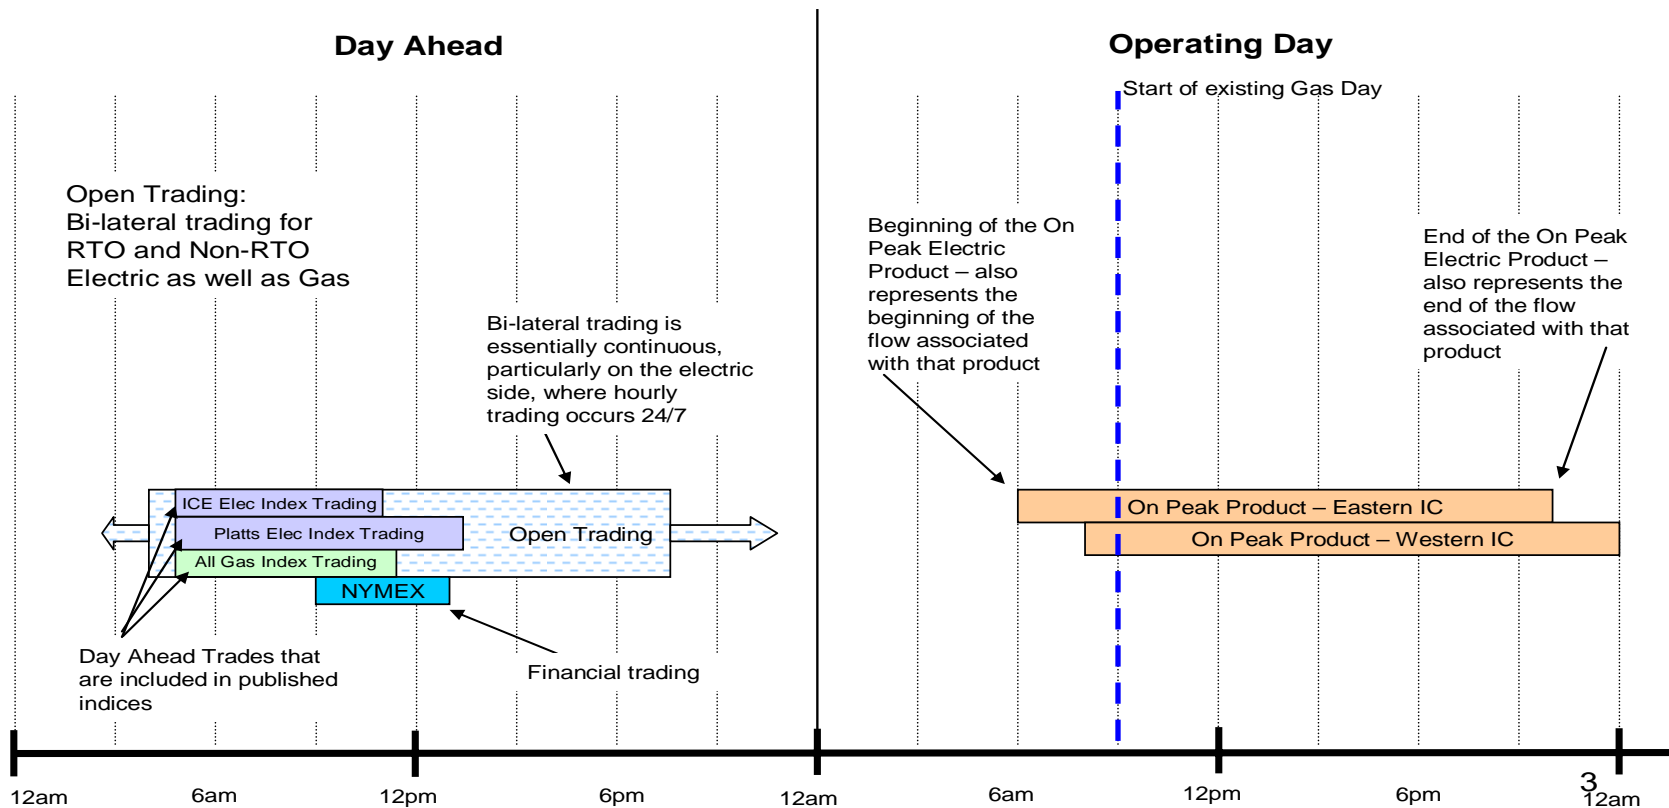 Day Ahead
Operating Day
Start of existing Gas Day
Open Trading:
Bi-lateral trading for
RTO and Non-RTO
Electric as well as Gas
Bi-lateral trading is
essentially continuous,
particularly on the electric
side, where hourly
trading occurs 24/7
Beginning of the On
Peak Electric
Product – also
represents the
beginning of the
flow associated
with that product
End of the On Peak
Electric Product –
also represents the
end of the flow
associated with that
product
ICE Elec Index Trading
Platts Elec Index Trading
All Gas Index Trading
Open Trading
NYMEX
On Peak Product – Eastern IC
On Peak Product – Western IC
Day Ahead Trades that
are included in published
indices
Financial trading
12am
6am
12pm
6pm
12am
6am
12pm
6pm
12am
3